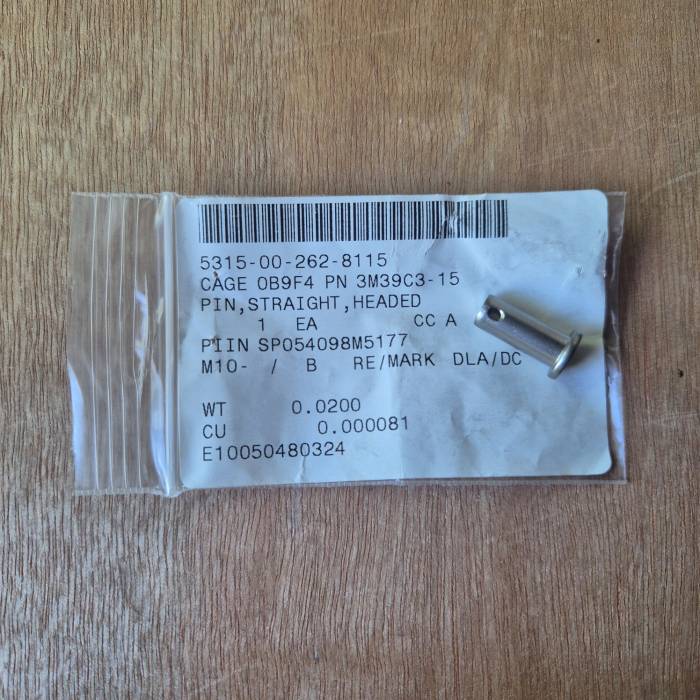 5315-00-262-8115
CAGE 0B9F4 PN 3M39C3-15
PIN,STRAIGHT,HEADED
1 EA CC A
PIIN SP054098M5177
M10- / B RE/MARK DLA/DC
WT 0.0200
CU 0.000081
E10050480324